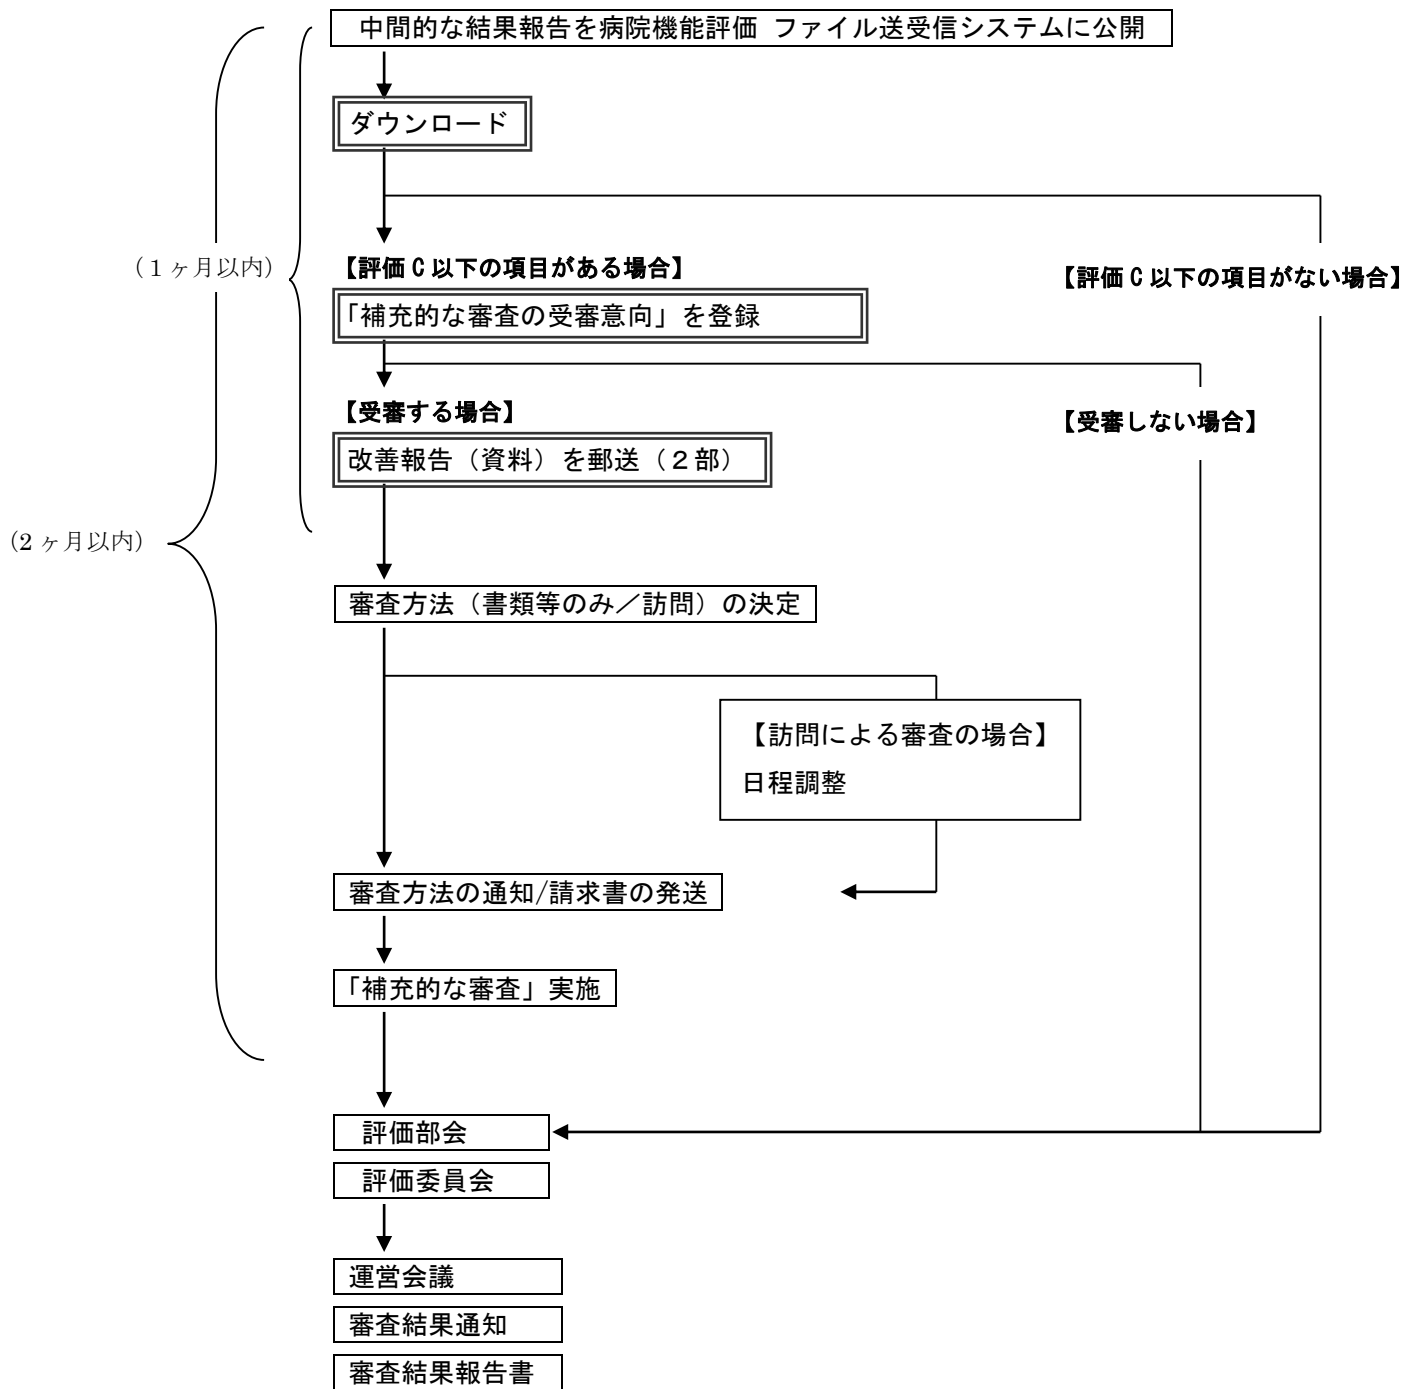 中間的な結果報告を病院機能評価 ファイル送受信システムに公開
ダウンロード
（１ヶ月以内）
【評価Ｃ以下の項目がある場合】
【評価Ｃ以下の項目がない場合】
「補充的な審査の受審意向」を登録
【受審する場合】
【受審しない場合】
改善報告（資料）を郵送（２部）
（2ヶ月以内）
審査方法（書類等のみ／訪問）の決定
【訪問による審査の場合】
日程調整
審査方法の通知/請求書の発送
「補充的な審査」実施
評価部会
評価委員会
運営会議
審査結果通知
審査結果報告書